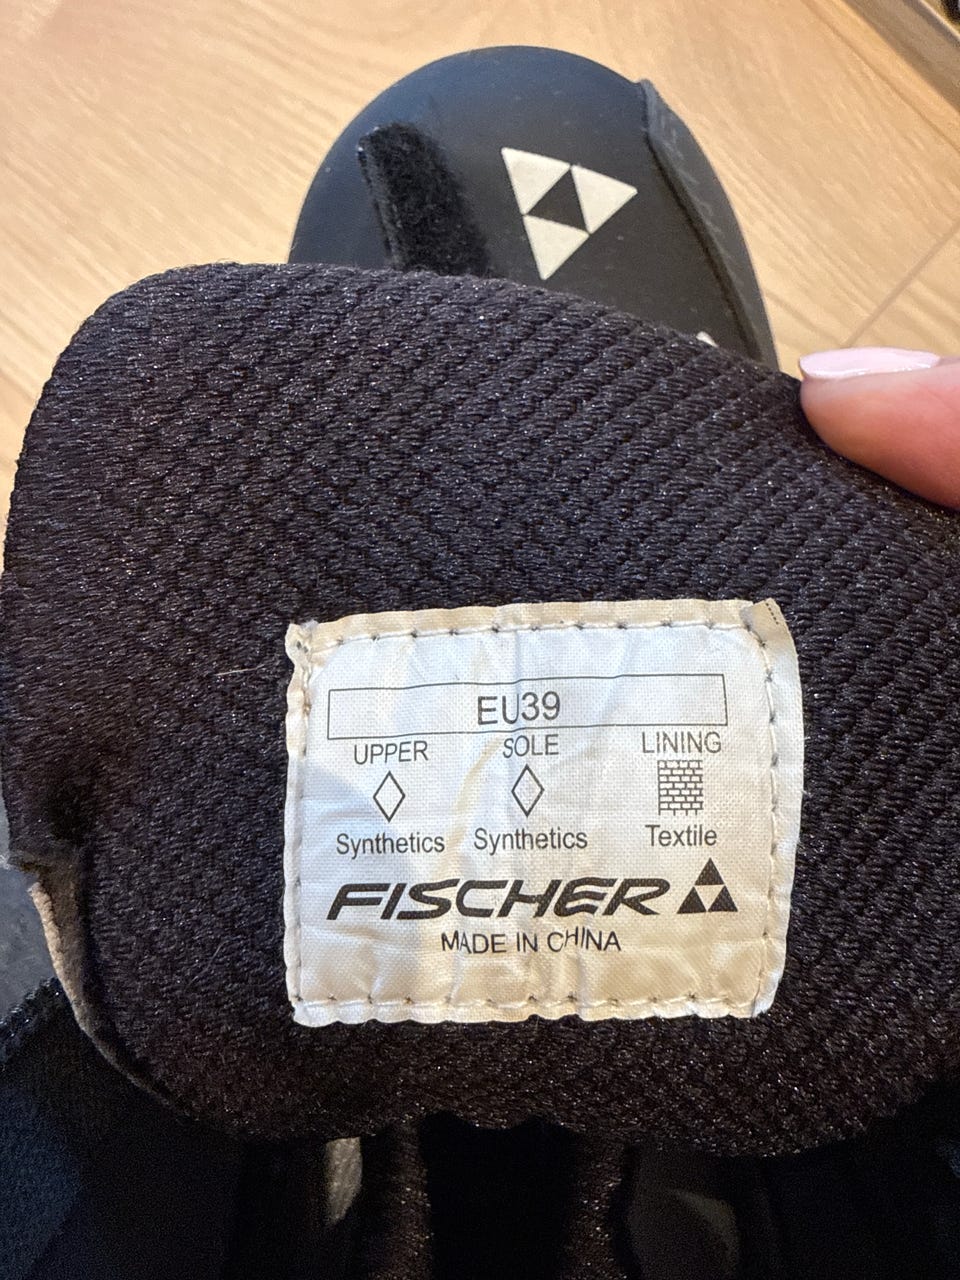 EU39
UPPER SOLE LINING
Synthetics Synthetics Textile
FISCHER
MADE IN CHINA